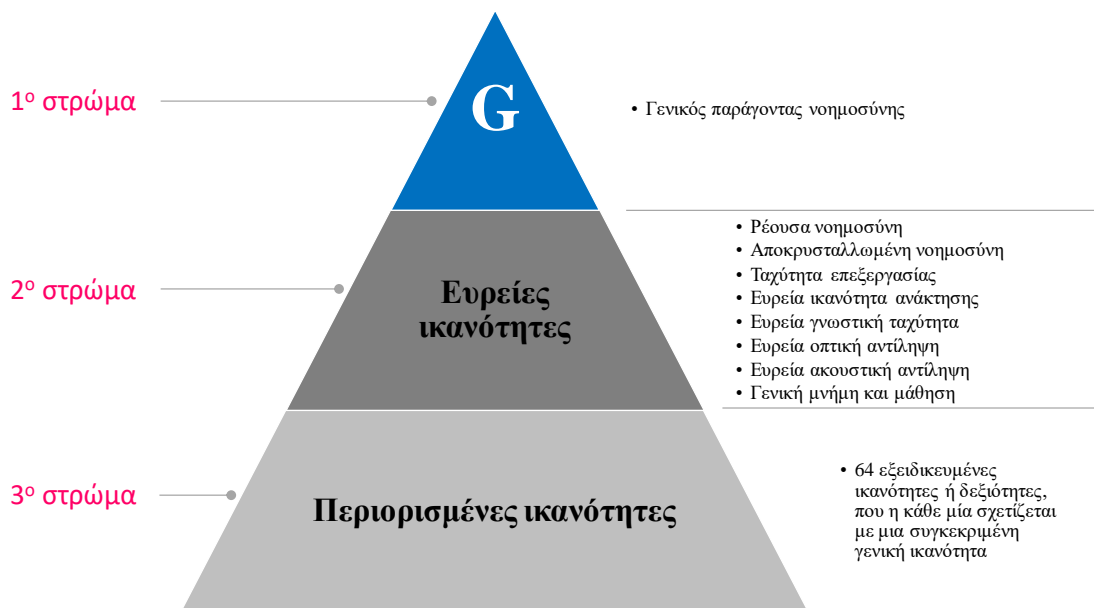 1ο στρώμα
G
• Γενικός παράγοντας νοημοσύνης
2ο στρώμα
Ευρείες
ικανότητες
• Ρέουσα νοημοσύνη
• Αποκρυσταλλωμένη νοημοσύνη
• Ταχύτητα επεξεργασίας
• Ευρεία ικανότητα ανάκτησης
• Ευρεία γνωστική ταχύτητα
• Ευρεία οπτική αντίληψη
• Ευρεία ακουστική αντίληψη
• Γενική μνήμη και μάθηση
3ο στρώμα
Περιορισμένες ικανότητες
• 64 εξειδικευμένες
ικανότητες ή δεξιότητες,
που η κάθε μία σχετίζεται
με μια συγκεκριμένη
γενική ικανότητα